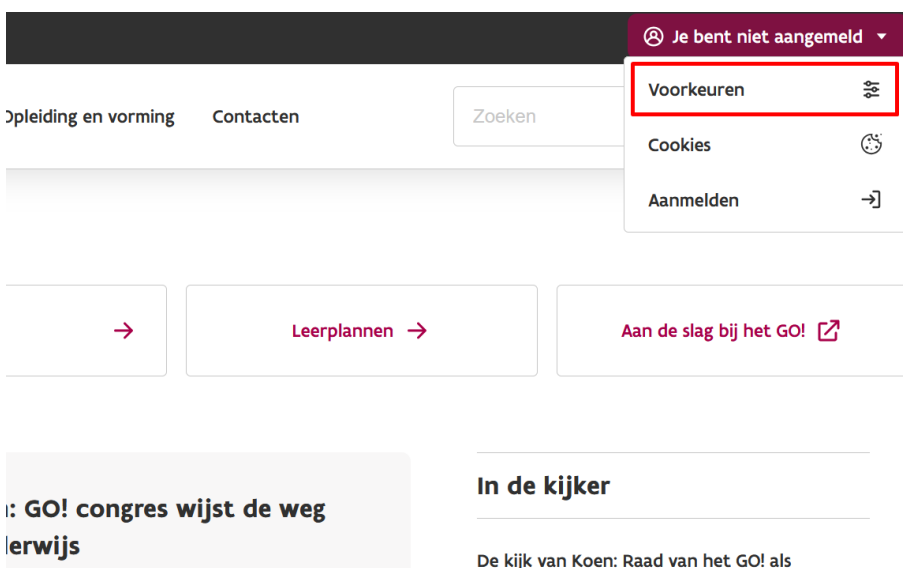 Je bent niet aangemeld
Voorkeuren
Opleiding en vorming
Contacten
Zoeken
Cookies
Aanmelden
Leerplannen
Aan de slag bij het GO!
In de kijker
: GO! congres wijst de weg
erwijs
De kijk van Koen: Raad van het GO! als